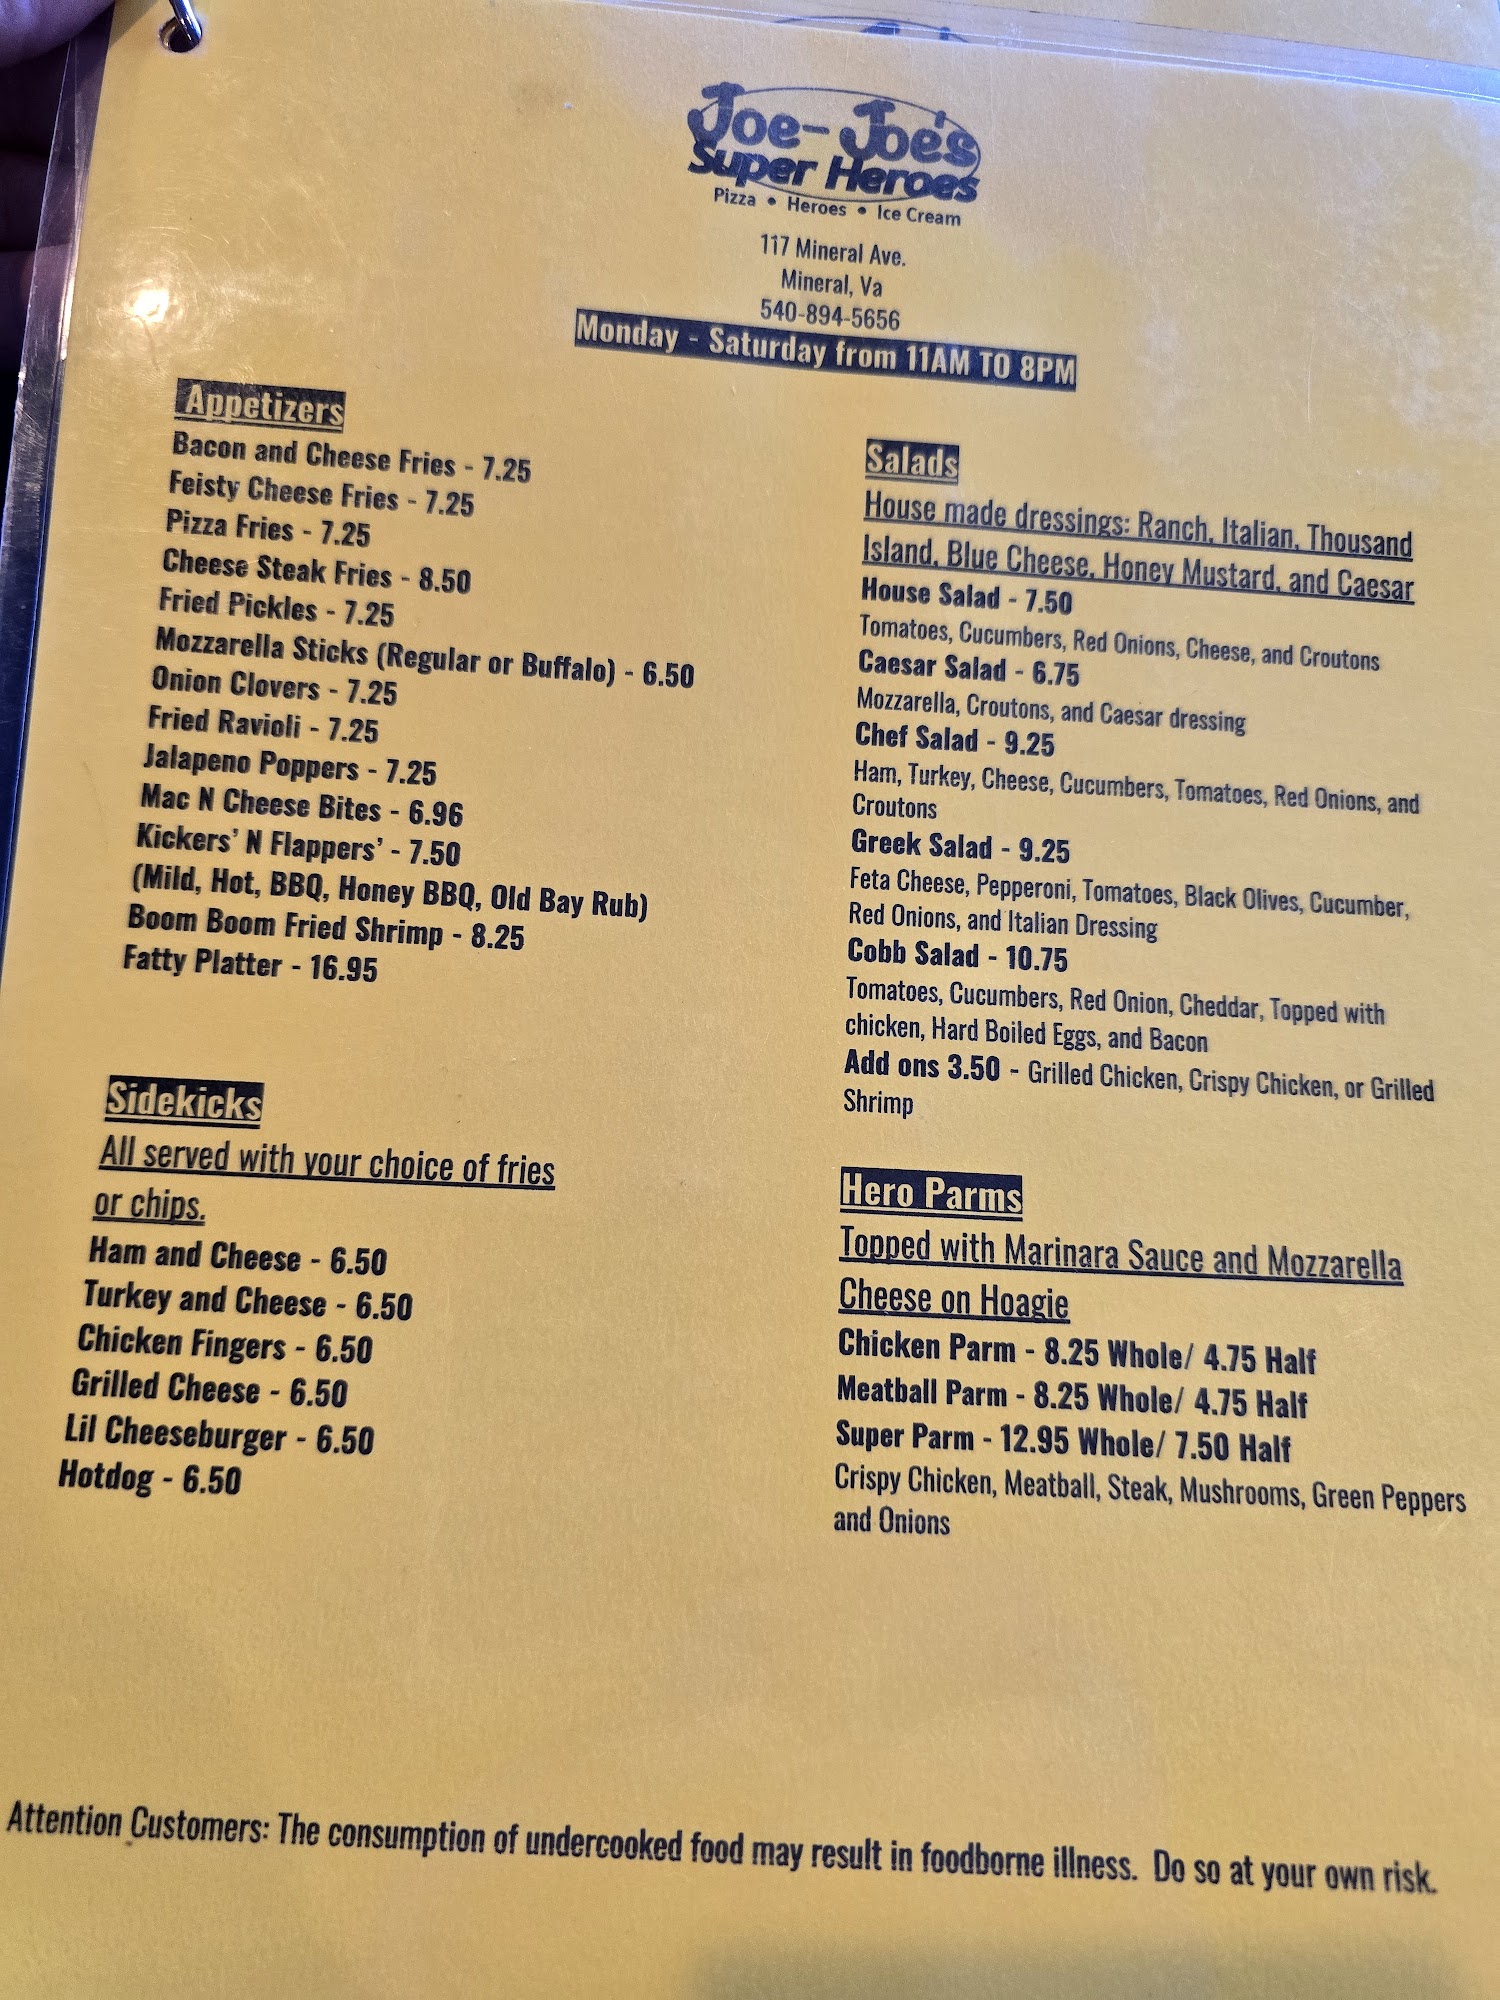 Joe-Joe's
Super Heroes
Pizza • Heroes • Ice Cream
117 Mineral Ave.
Mineral, Va
540-894-5656
Monday - Saturday from 11AM TO 8PM
Appetizers
Bacon and Cheese Fries - 7.25
Feisty Cheese Fries - 7.25
Pizza Fries - 7.25
Cheese Steak Fries - 8.50
Fried Pickles - 7.25
Mozzarella Sticks (Regular or Buffalo) - 6.50
Onion Clovers - 7.25
Fried Ravioli - 7.25
Jalapeno Poppers - 7.25
Mac N Cheese Bites - 6.96
Kickers' N Flappers' - 7.50
(Mild, Hot, BBQ, Honey BBQ, Old Bay Rub)
Boom Boom Fried Shrimp - 8.25
Fatty Platter - 16.95
Sidekicks
All served with your choice of fries
or chips.
Ham and Cheese - 6.50
Turkey and Cheese - 6.50
Chicken Fingers - 6.50
Grilled Cheese - 6.50
Lil Cheeseburger - 6.50
Hotdog - 6.50
Salads
House made dressings: Ranch, Italian, Thousand
Island, Blue Cheese, Honey Mustard, and Caesar
House Salad - 7.50
Tomatoes, Cucumbers, Red Onions, Cheese, and Croutons
Caesar Salad - 6.75
Mozzarella, Croutons, and Caesar dressing
Chef Salad - 9.25
Ham, Turkey, Cheese, Cucumbers, Tomatoes, Red Onions, and
Croutons
Greek Salad - 9.25
Feta Cheese, Pepperoni, Tomatoes, Black Olives, Cucumber,
Red Onions, and Italian Dressing
Cobb Salad - 10.75
Tomatoes, Cucumbers, Red Onion, Cheddar, Topped with
chicken, Hard Boiled Eggs, and Bacon
Add ons 3.50 - Grilled Chicken, Crispy Chicken, or Grilled
Shrimp
Hero Parms
Topped with Marinara Sauce and Mozzarella
Cheese on Hoagie
Chicken Parm - 8.25 Whole/ 4.75 Half
Meatball Parm - 8.25 Whole/ 4.75 Half
Super Parm - 12.95 Whole/ 7.50 Half
Crispy Chicken, Meatball, Steak, Mushrooms, Green Peppers
and Onions
Attention Customers: The consumption of undercooked food may result in foodborne illness. Do so at your own risk.